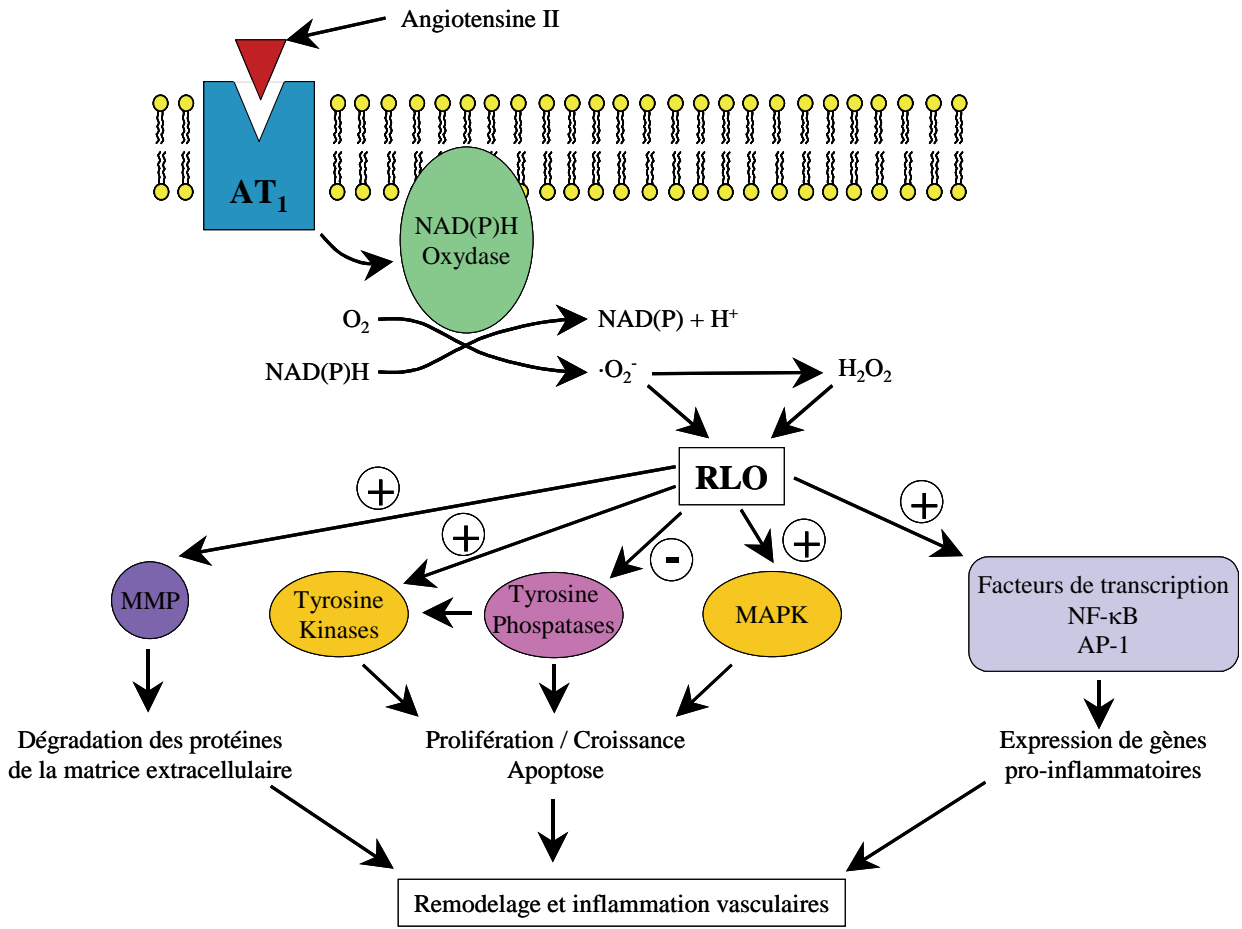 Angiotensine II
AT₁
NAD(P)H
Oxydase
O₂
NAD(P) + H⁺
NAD(P)H
·O₂⁻
H₂O₂
RLO
+
+
-
+
+
MMP
Tyrosine
Kinases
Tyrosine
Phospatases
MAPK
Facteurs de transcription
NF-κB
AP-1
Dégradation des protéines
de la matrice extracellulaire
Prolifération / Croissance
Apoptose
Expression de gènes
pro-inflammatoires
Remodelage et inflammation vasculaires